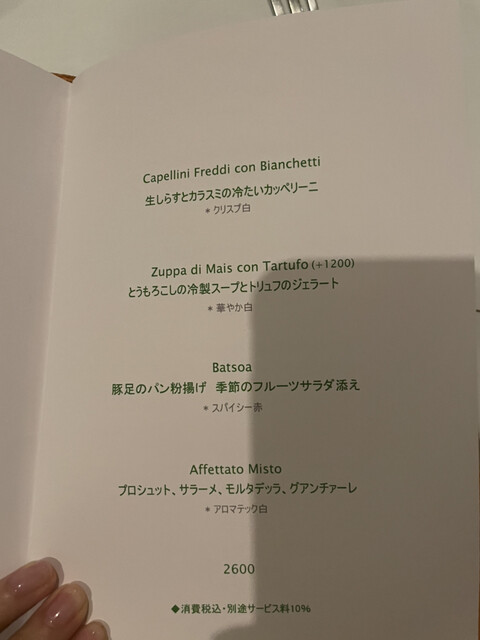 Capellini Freddi con Bianchetti
生しらすとカラスミの冷たいカッペリーニ
＊クリスプ白
Zuppa di Mais con Tartufo (+1200)
とうもろこしの冷製スープとトリュフのジェラート
＊華やか白
Batsoa
豚足のパン粉揚げ 季節のフルーツサラダ添え
＊スパイシー赤
Affettato Misto
プロシュット、サラーメ、モルタデッラ、グアンチャーレ
＊アロマテック白
2600
◆消費税込・別途サービス料10%